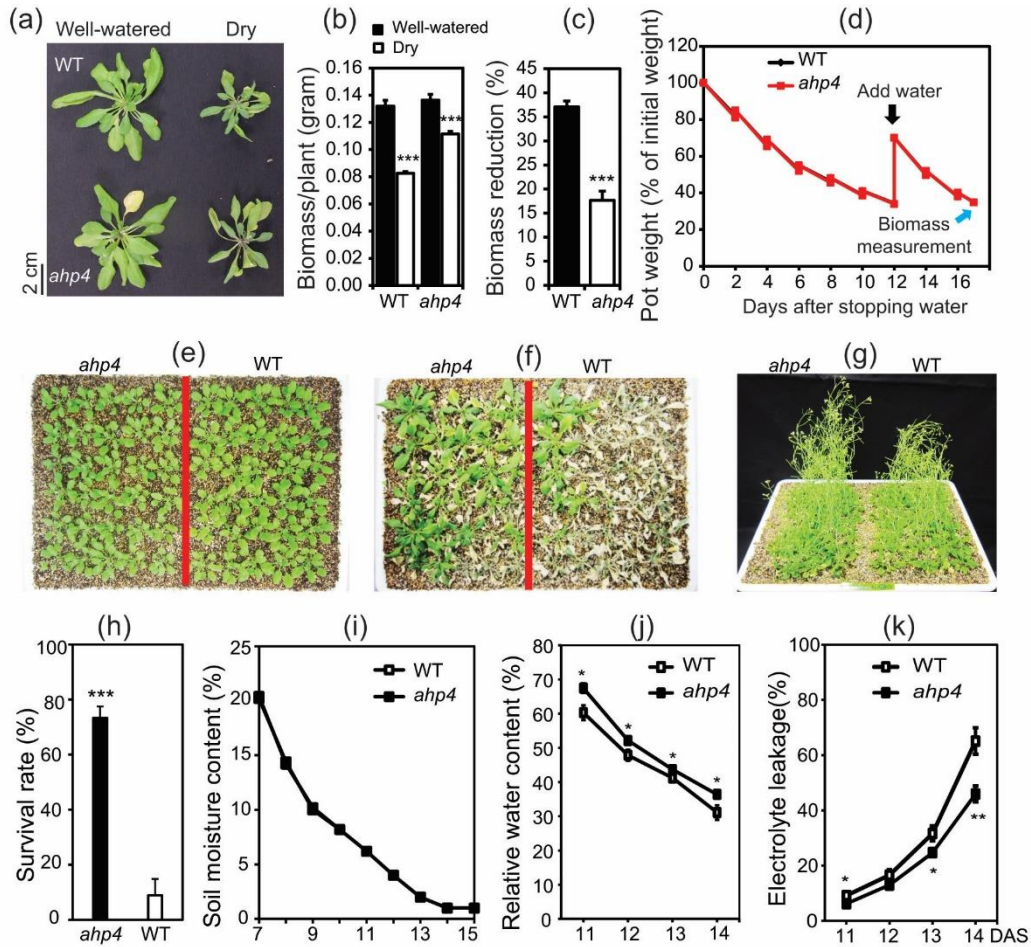 (a)
Well-watered Dry
WT
ahp4
2 cm
(b)
Well-watered
Dry
Biomass/plant (gram)
0.16
0.14
0.12
0.10
0.08
0.06
0.04
0.02
0.00
***
***
WT ahp4
(c)
Biomass reduction (%)
45
40
35
30
25
20
15
10
5
0
***
WT ahp4
(d)
Pot weight (% of initial weight)
120
100
80
60
40
20
0
WT
ahp4
Add water
Biomass
measurement
0 2 4 6 8 10 12 14 16
Days after stopping water
(e)
ahp4 WT
(f)
ahp4 WT
(g)
ahp4 WT
(h)
Survival rate (%)
100
80
60
40
20
0
***
ahp4 WT
(i)
Soil moisture content (%)
25
20
15
10
5
0
WT
ahp4
7 9 11 13 15
(j)
Relative water content (%)
80
70
60
50
40
30
20
10
0
WT
ahp4
*
*
*
*
11 12 13 14
(k)
Electrolyte leakage(%)
100
80
60
40
20
0
WT
ahp4
*
*
**
11 12 13 14 DAS